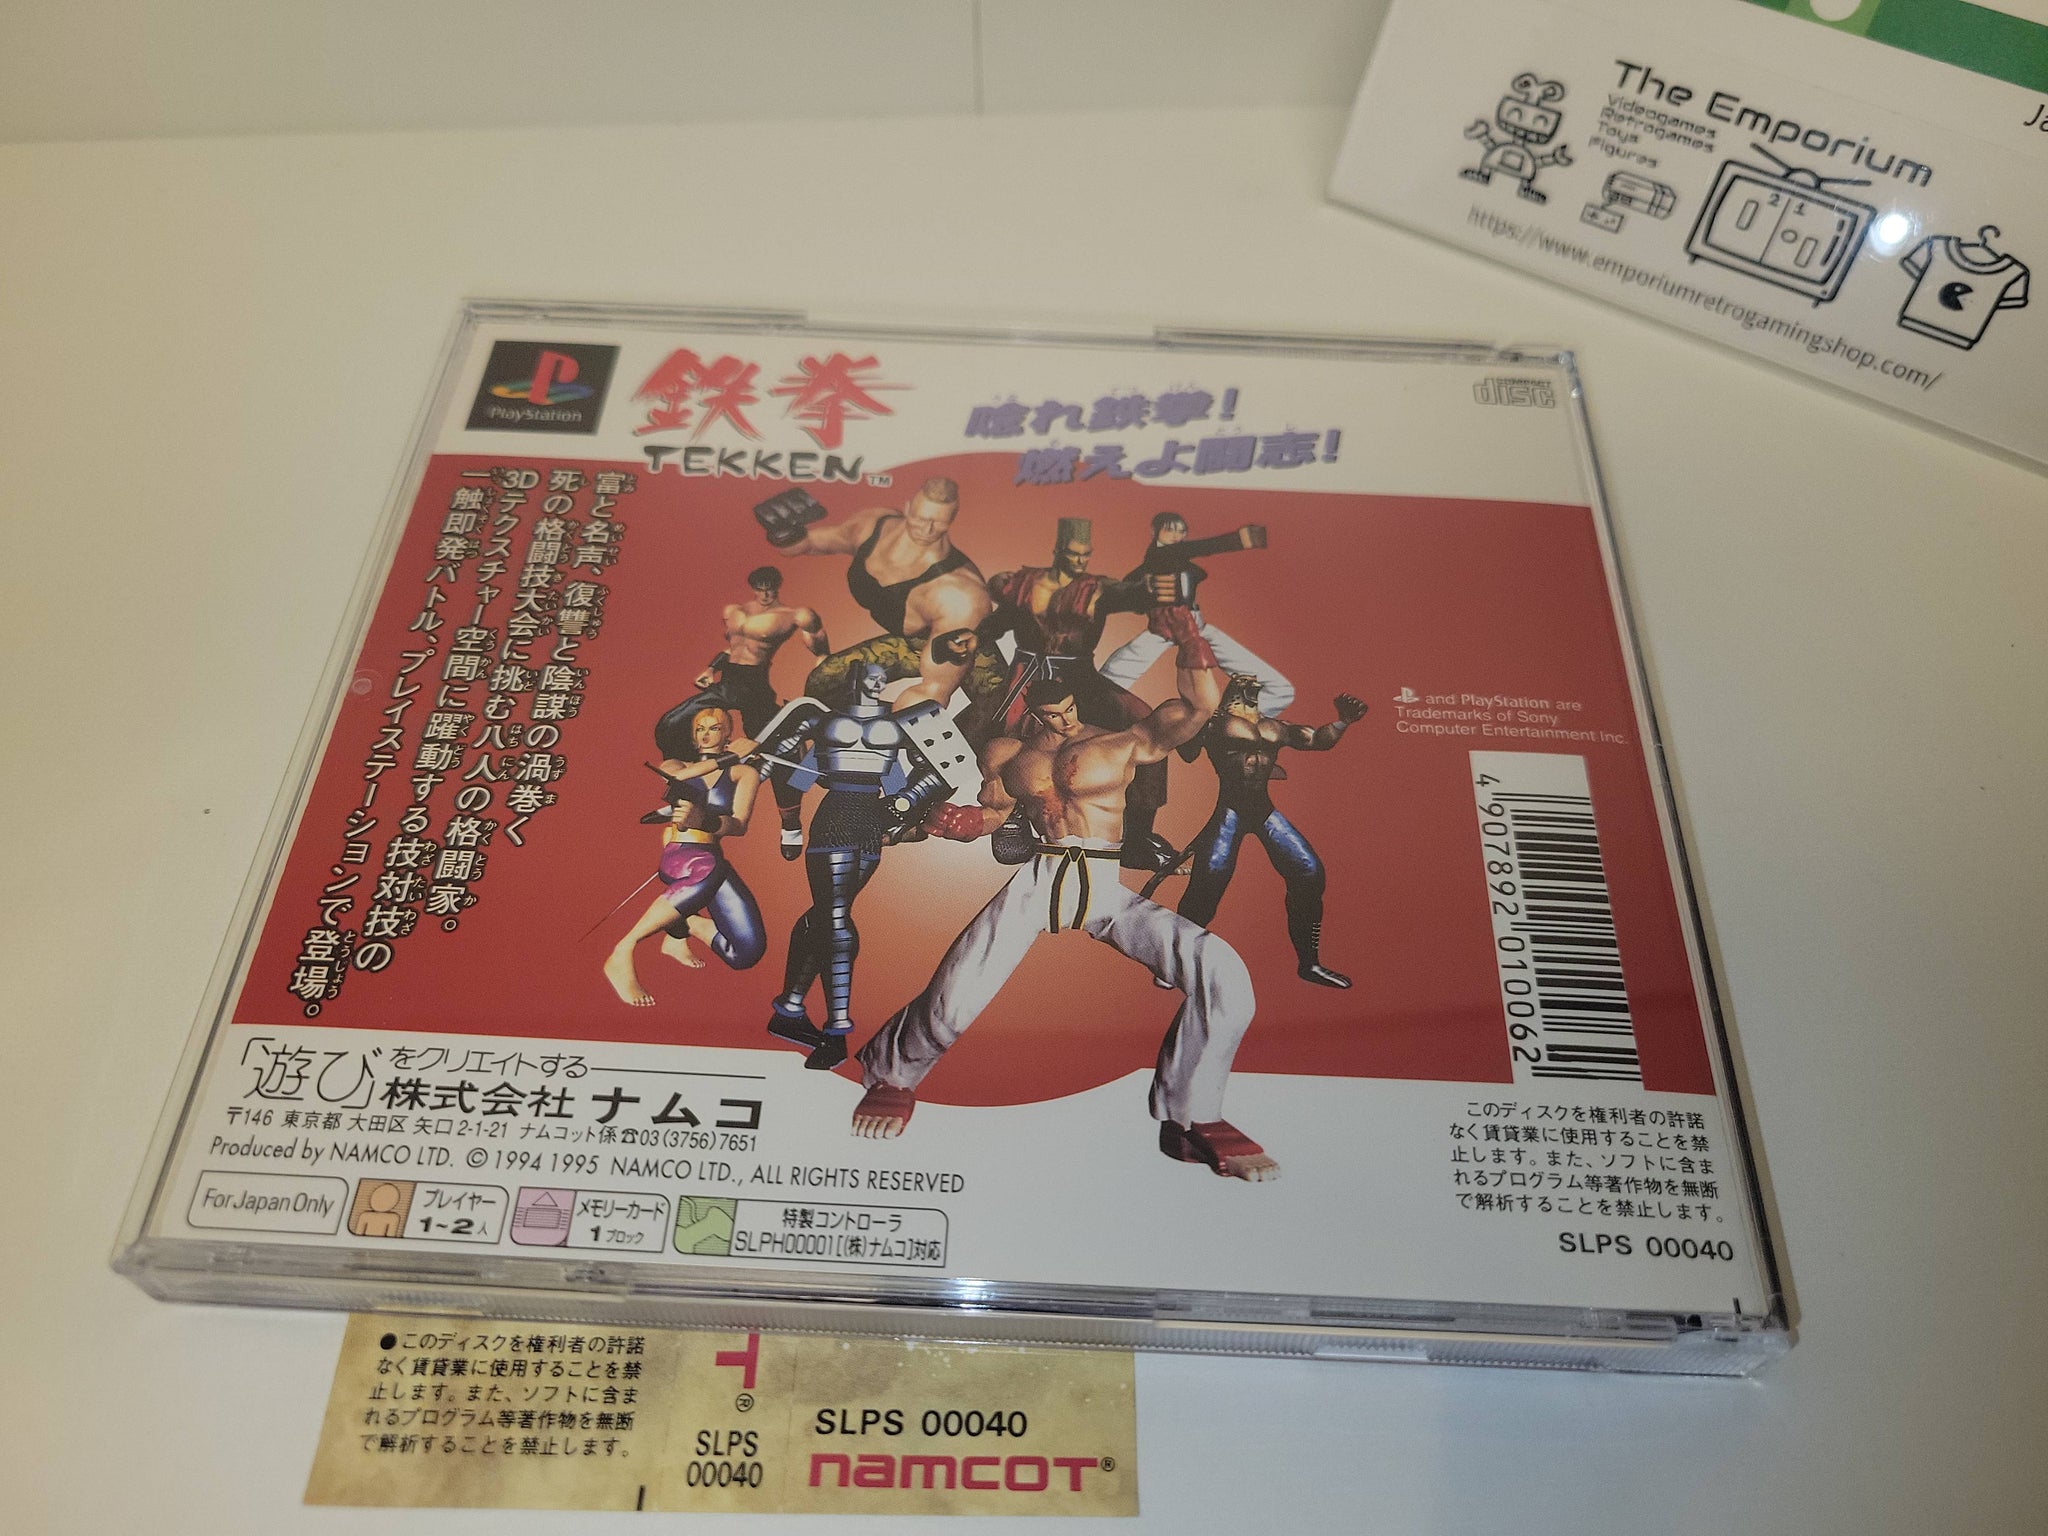 The Emporium
Videogames
Retrogames
Toys
Figures
2 1
https://www.emporiumretrogamingshop.com/
PlayStation
鉄拳
TEKKEN™
唸れ鉄拳!
燃えよ闘志!
COMPACT
disc
富と名声、復讐と陰謀の渦巻く
死の格闘技大会に挑む八人の格闘家。
3Dテクスチャー空間に躍動する技対技の
一触即発バトル、プレイステーションで登場。
and PlayStation are
Trademarks of Sony
Computer Entertainment Inc.
4 907892 010062
「遊び」をクリエイトする
株式会社 ナムコ
〒146 東京都 大田区 矢口 2-1-21 ナムコット係☎03(3756)7651
Produced by NAMCO LTD. © 1994 1995 NAMCO LTD., ALL RIGHTS RESERVED
For Japan Only
プレイヤー
1~2人
メモリーカード
1ブロック
特製コントローラ
SLPH00001[(株)ナムコ]対応
このディスクを権利者の許諾
なく賃貸業に使用することを禁
止します。また、ソフトに含ま
れるプログラム等著作物を無断
で解析することを禁止します。
SLPS 00040
●このディスクを権利者の許諾
なく賃貸業に使用することを禁
止します。また、ソフトに含ま
れるプログラム等著作物を無断
で解析することを禁止します。
T®
SLPS
00040
SLPS 00040
namcoT®